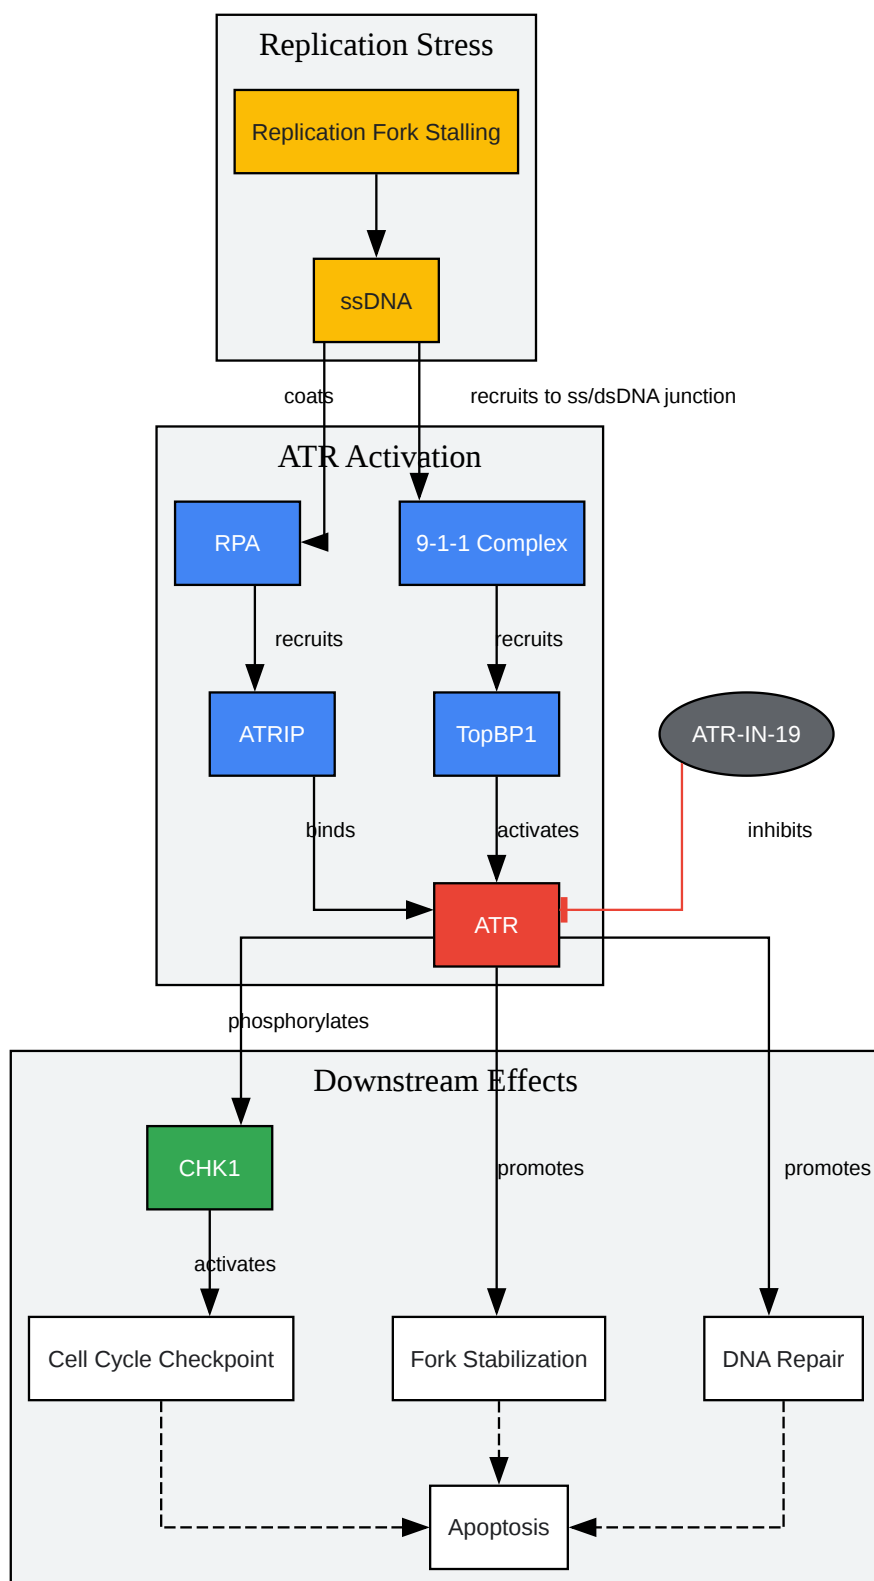 Replication Stress
Replication Fork Stalling
ssDNA
coats
recruits to ss/dsDNA junction
ATR Activation
RPA
9-1-1 Complex
recruits
recruits
ATRIP
TopBP1
ATR-IN-19
binds
activates
inhibits
ATR
phosphorylates
Downstream Effects
CHK1
promotes
promotes
activates
Cell Cycle Checkpoint
Fork Stabilization
DNA Repair
Apoptosis